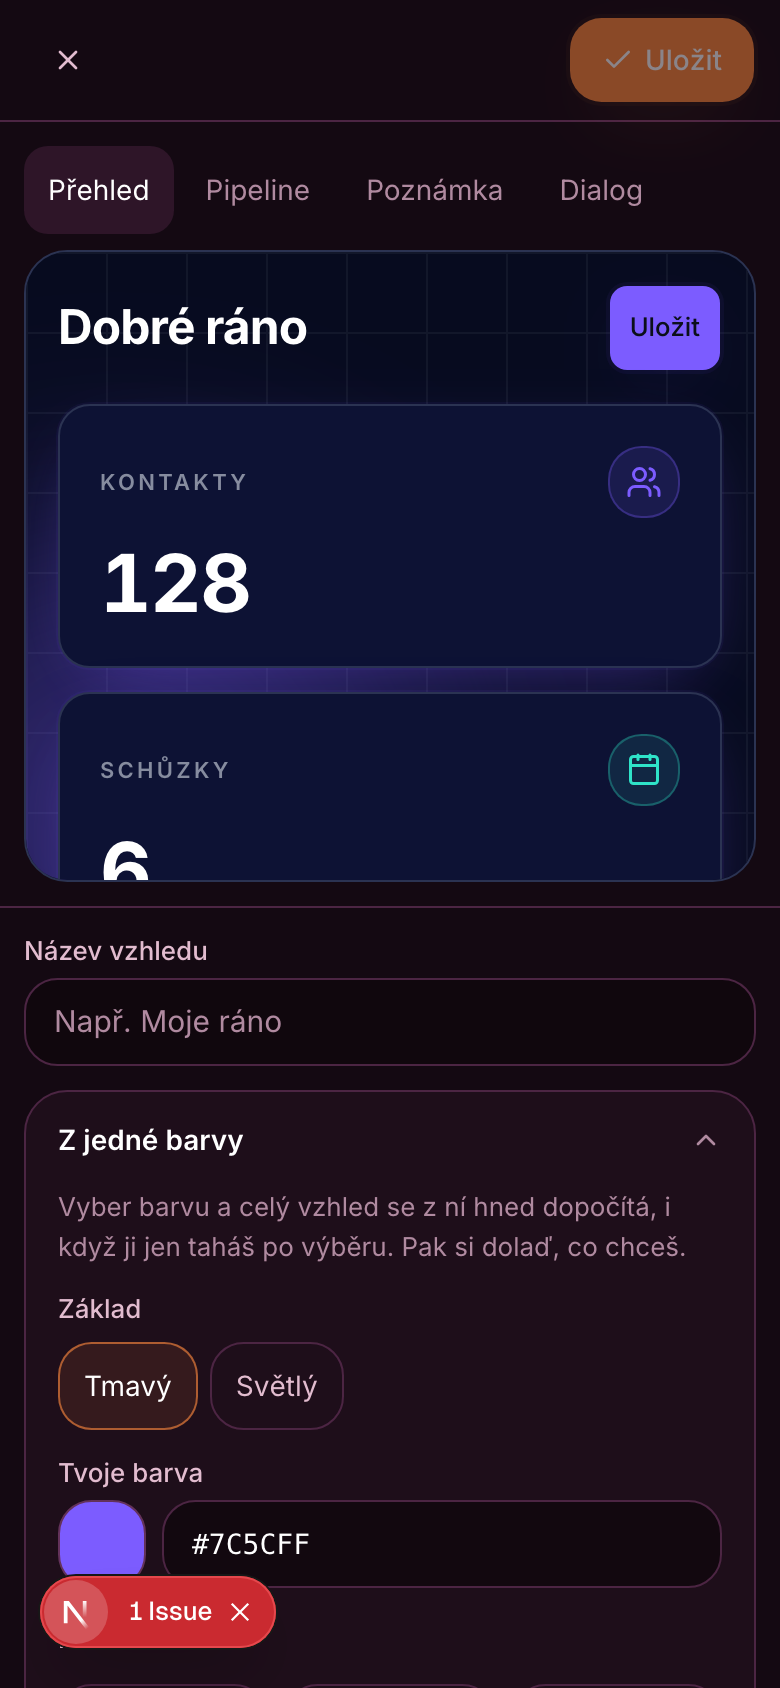 Uložit
Přehled
Pipeline
Poznámka
Dialog
Dobré ráno
Uložit
KONTAKTY
128
SCHŮZKY
6
Název vzhledu
Např. Moje ráno
Z jedné barvy
Vyber barvu a celý vzhled se z ní hned dopočítá, i
když ji jen taháš po výběru. Pak si dolaď, co chceš.
Základ
Tmavý
Světlý
Tvoje barva
#7C5CFF
N
1 Issue